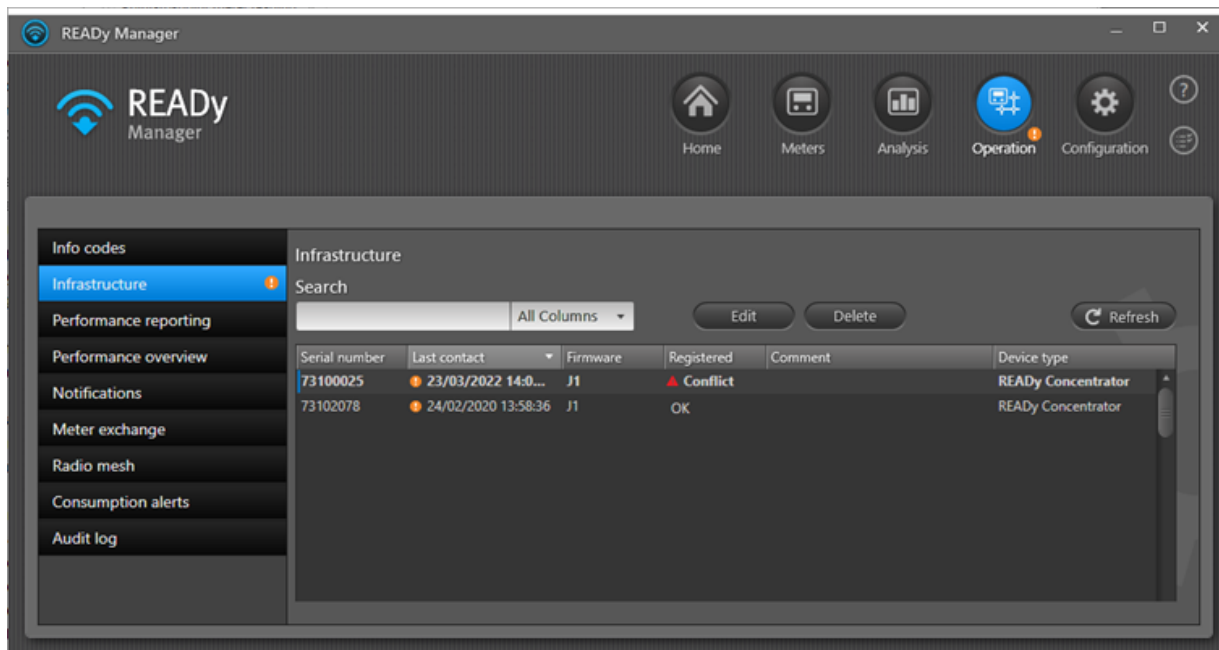 READy Manager
READy
Manager
Home Meters Analysis Operation Configuration
Info codes
Infrastructure
Performance reporting
Performance overview
Notifications
Meter exchange
Radio mesh
Consumption alerts
Audit log
Infrastructure
Search
All Columns Edit Delete Refresh
Serial number Last contact Firmware Registered Comment Device type
73100025 23/03/2022 14:0... J1 Conflict READy Concentrator
73102078 24/02/2020 13:58:36 J1 OK READy Concentrator